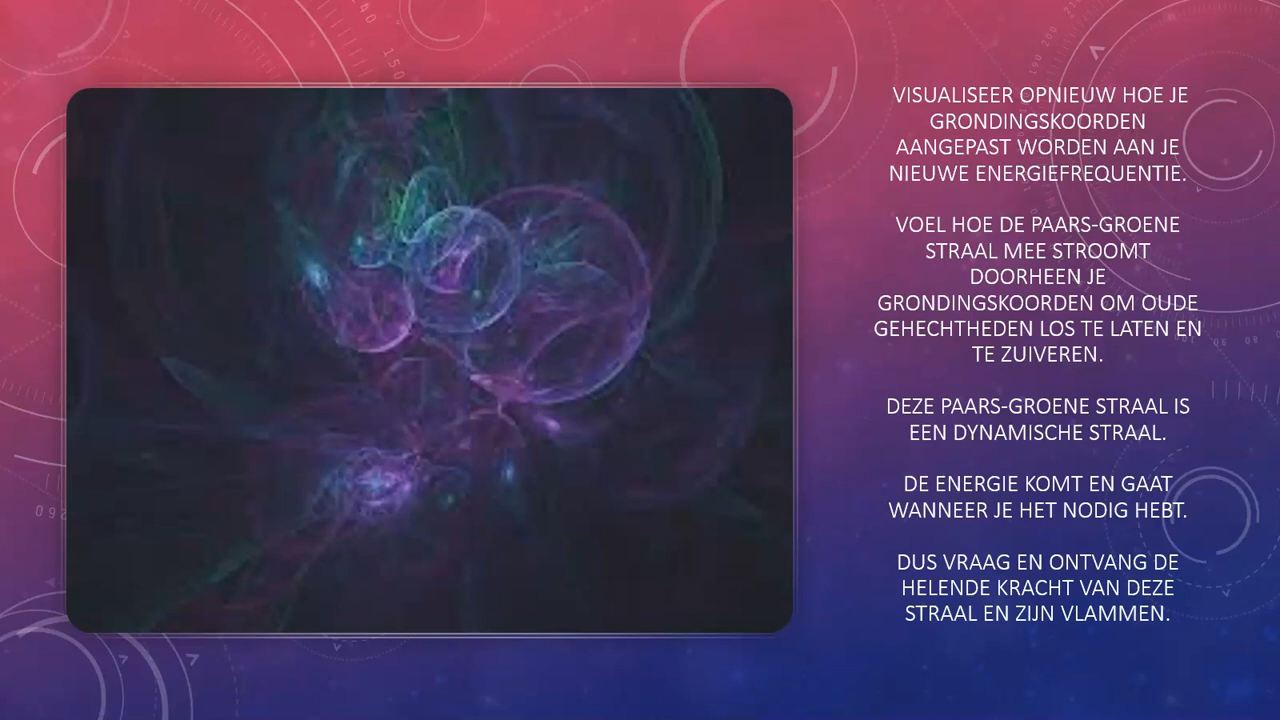 VISUALISEER OPNIEUW HOE JE
GRONDINGSKOORDEN
AANGEPAST WORDEN AAN JE
NIEUWE ENERGIEFREQUENTIE.
VOEL HOE DE PAARS-GROENE
STRAAL MEE STROOMT
DOORHEEN JE
GRONDINGSKOORDEN OM OUDE
GEHECHTHEDEN LOS TE LATEN EN
TE ZUIVEREN.
DEZE PAARS-GROENE STRAAL IS
EEN DYNAMISCHE STRAAL.
DE ENERGIE KOMT EN GAAT
WANNEER JE HET NODIG HEBT.
DUS VRAAG EN ONTVANG DE
HELENDE KRACHT VAN DEZE
STRAAL EN ZIJN VLAMMEN.